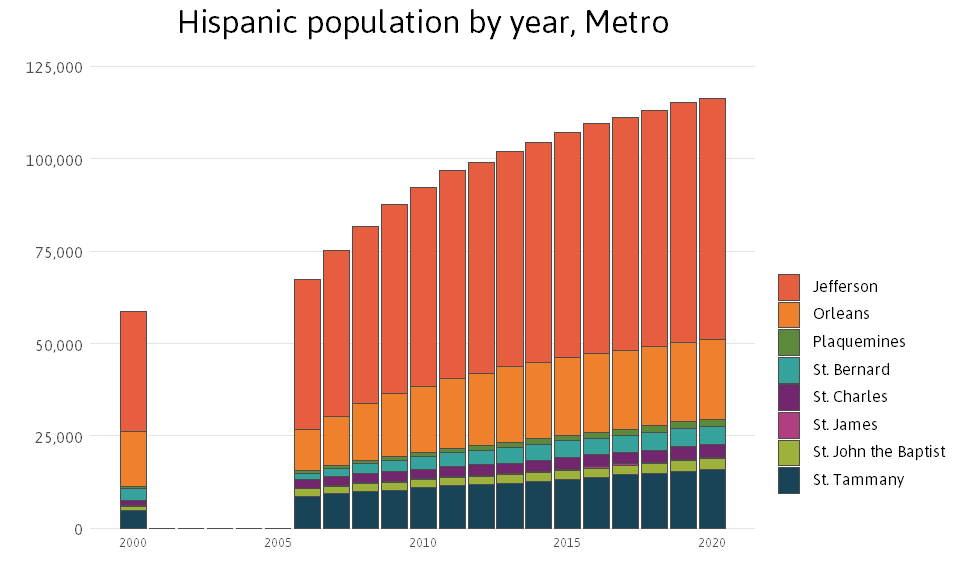 Hispanic population by year, Metro
125,000
100,000
75,000
50,000
25,000
0
2000 2005 2010 2015 2020
Jefferson
Orleans
Plaquemines
St. Bernard
St. Charles
St. James
St. John the Baptist
St. Tammany